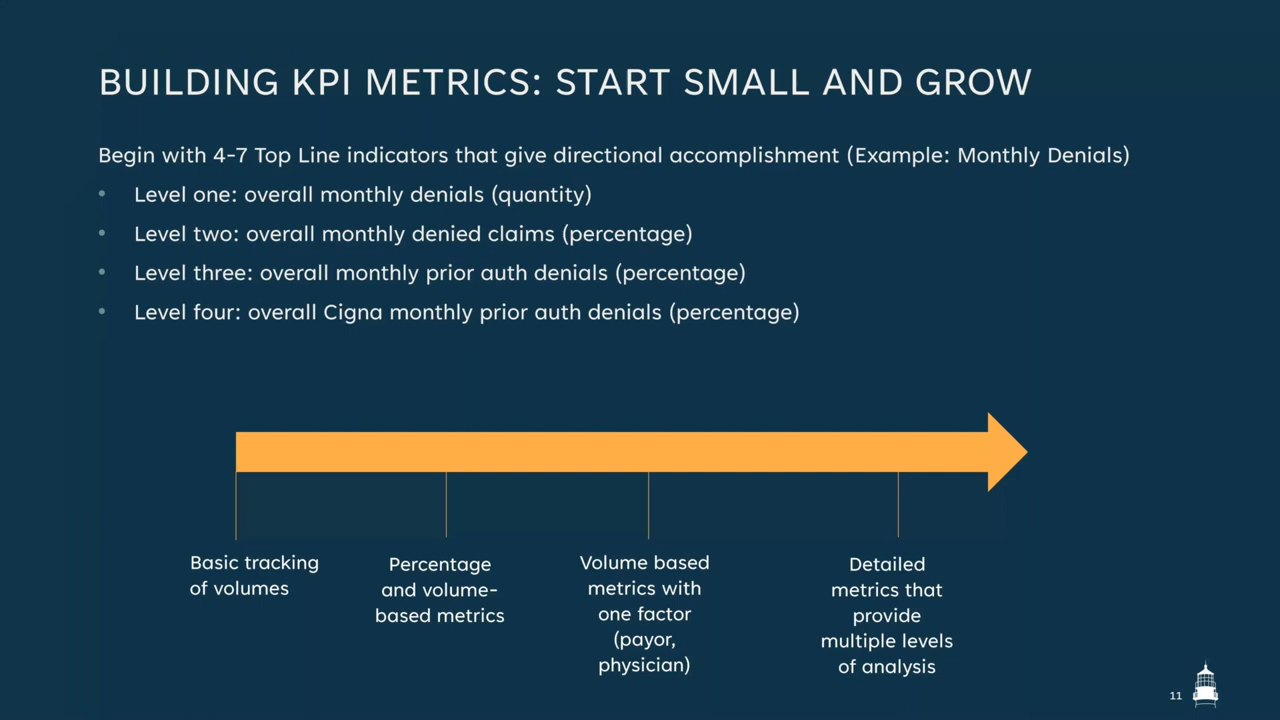 BUILDING KPI METRICS: START SMALL AND GROW
Begin with 4-7 Top Line indicators that give directional accomplishment (Example: Monthly Denials)
• Level one: overall monthly denials (quantity)
• Level two: overall monthly denied claims (percentage)
• Level three: overall monthly prior auth denials (percentage)
• Level four: overall Cigna monthly prior auth denials (percentage)
Basic tracking
of volumes
Percentage
and volume-
based metrics
Volume based
metrics with
one factor
(payor,
physician)
Detailed
metrics that
provide
multiple levels
of analysis
11